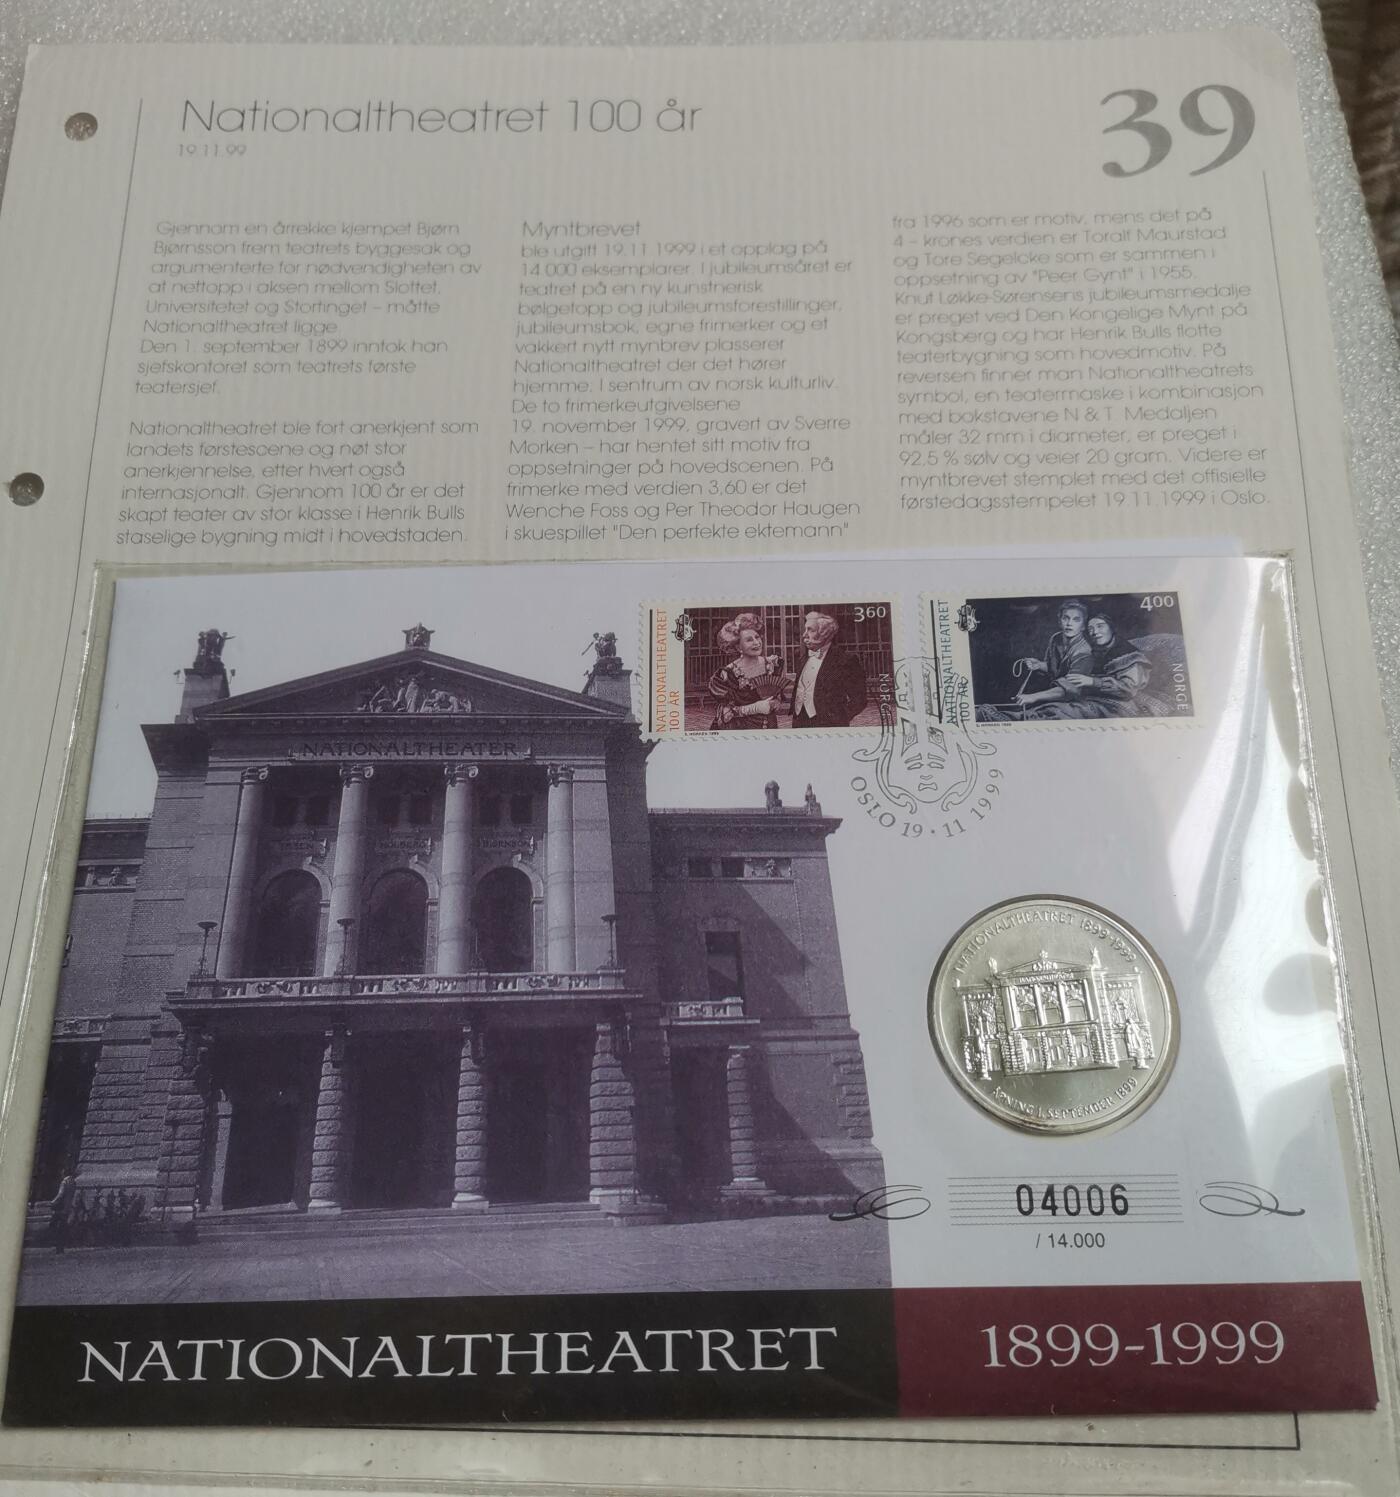 Nationaltheatret 100 år
19.11.99
39
Gjennom en årrekke kjempet Bjørn
Bjørnsson frem teatrets byggesak og
argumenterte for nødvendigheten av
at nettopp i aksen mellom Slottet,
Universitetet og Stortinget – måtte
Nationaltheatret ligge.
Den 1. september 1899 inntok han
sjefskontoret som teatrets første
teatersjef.
Nationaltheatret ble fort anerkjent som
landets førstescene og nøt stor
anerkjennelse, etter hvert også
internasjonalt. Gjennom 100 år er det
skapt teater av stor klasse i Henrik Bulls
staselige bygning midt i hovedstaden.
Myntbrevet
ble utgitt 19.11.1999 i et opplag på
14.000 eksemplarer. I jubileumsåret er
teatret på en ny kunstnerisk
bølgetopp og jubileumsforestillinger,
jubileumsbok, egne frimerker og et
vakkert nytt mynbrev plasserer
Nationaltheatret der det hører
hjemme. I sentrum av norsk kulturliv.
De to frimerkeutgivelsene
19. november 1999, gravert av Sverre
Morken – har hentet sitt motiv fra
oppsetninger på hovedscenen. På
frimerke med verdien 3,60 er det
Wenche Foss og Per Theodor Haugen
i skuespillet "Den perfekte ektemann"
fra 1996 som er motiv, mens det på
4 – krones verdien er Toralf Maurstad
og Tore Segelcke som er sammen i
oppsetning av "Peer Gynt" i 1955.
Knut Løkke-Sørensens jubileumsmedalje
er preget ved Den Kongelige Mynt på
Kongsberg og har Henrik Bulls flotte
teaterbygning som hovedmotiv. På
reversen finner man Nationaltheatrets
symbol, en teatermaske i kombinasjon
med bokstavene N & T. Medaljen
måler 32 mm i diameter, er preget i
92,5 % sølv og veier 20 gram. Videre er
myntbrevet stemplet med det offisielle
førstedagsstempelet 19.11.1999 i Oslo.
NATIONALTHEATRET
100 ÅR
360
NORGE
S. MORKEN 1999
NATIONALTHEATRET
100 ÅR
400
NORGE
S. MORKEN 1999
OSLO 19·11 1999
NATIONALTHEATER
IBSEN HOLBERG BJØRNSON
NATIONALTHEATRET 1899-1999
ÅPNING 1. SEPTEMBER 1899
04006
/ 14.000
NATIONALTHEATRET
1899-1999